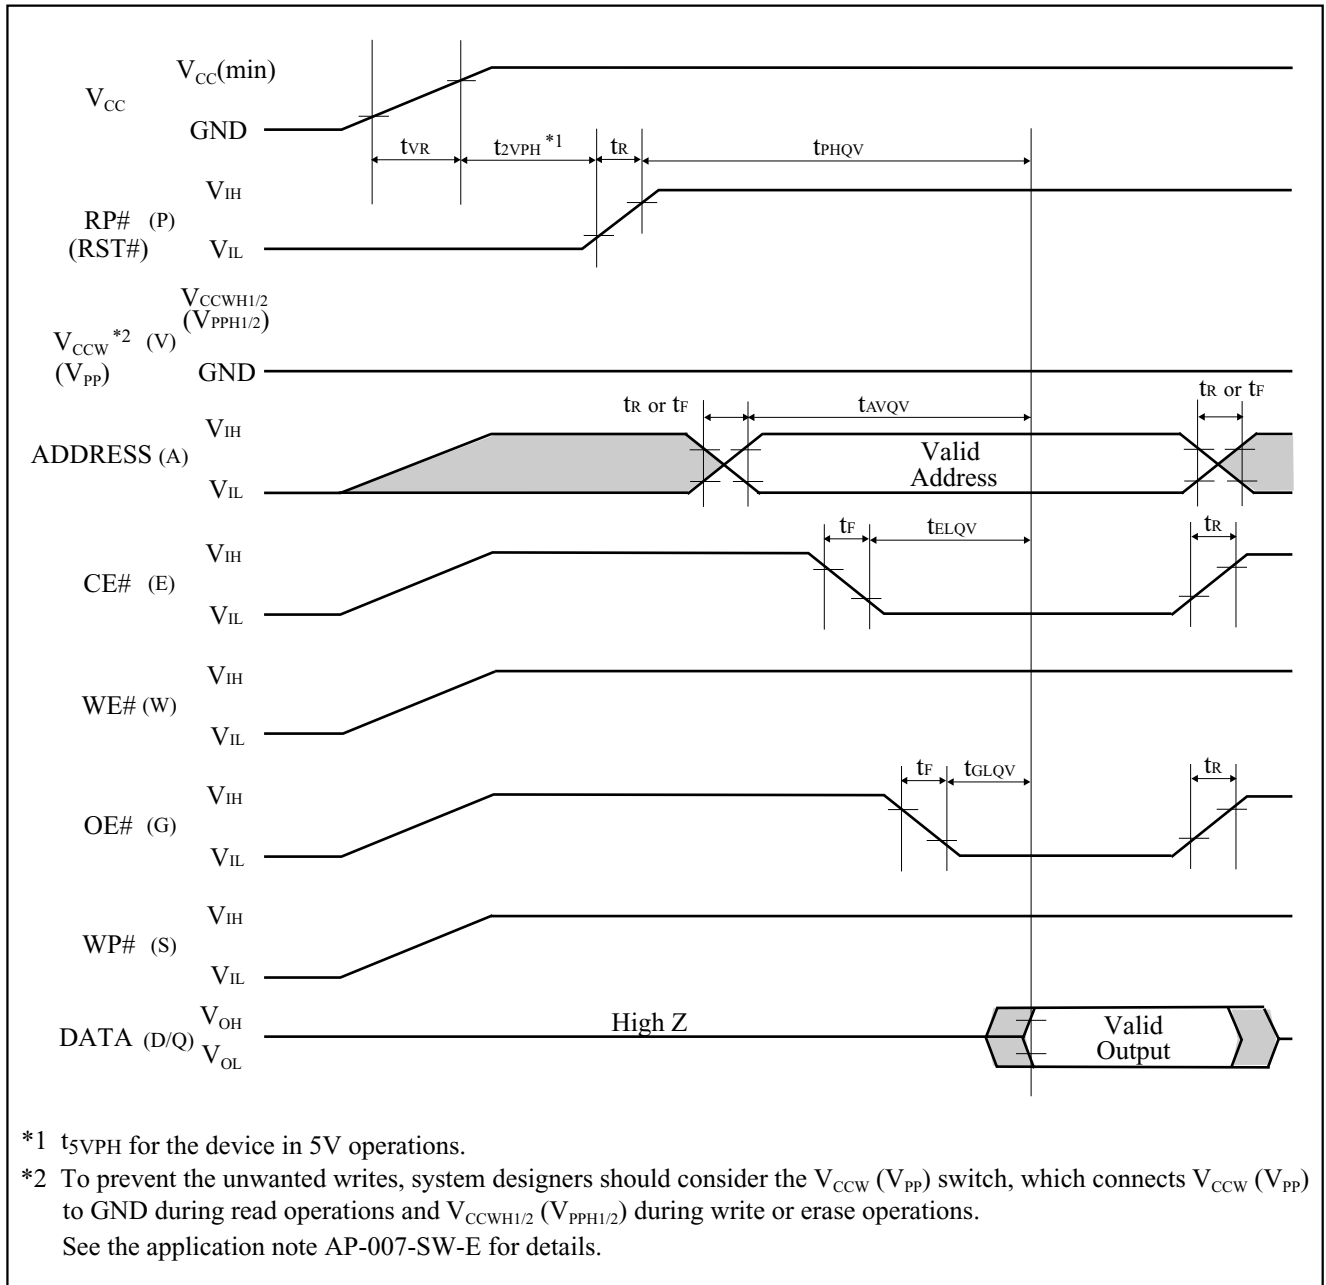 VCC(min)
VCC
GND
tVR
t2VPH *1
tR
tPHQV
VIH
RP# (P)
(RST#)
VIL
VCCWH1/2
(VPPH1/2)
VCCW *2 (V)
(VPP)
GND
tR or tF
tAVQV
tR or tF
VIH
ADDRESS (A)
Valid
Address
VIL
tF
tELQV
tR
VIH
CE# (E)
VIL
VIH
WE# (W)
VIL
tF
tGLQV
tR
VIH
OE# (G)
VIL
VIH
WP# (S)
VIL
VOH
High Z
Valid
Output
DATA (D/Q)
VOL
*1 t5VPH for the device in 5V operations.
*2 To prevent the unwanted writes, system designers should consider the VCCW (VPP) switch, which connects VCCW (VPP)
to GND during read operations and VCCWH1/2 (VPPH1/2) during write or erase operations.
See the application note AP-007-SW-E for details.